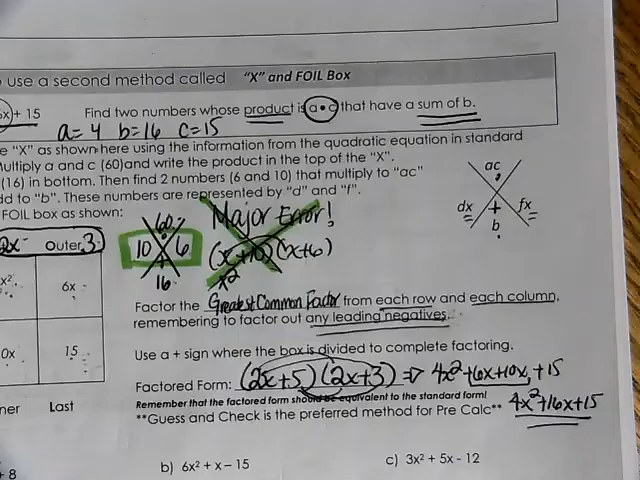 use a second method called "X" and FOIL Box
x) + 15 Find two numbers whose product is a • c that have a sum of b.
a = 4 b = 16 c = 15
e "X" as shown here using the information from the quadratic equation in standard
Multiply a and c (60) and write the product in the top of the "X".
(16) in bottom. Then find 2 numbers (6 and 10) that multiply to "ac"
dd to "b". These numbers are represented by "d" and "f".
FOIL box as shown:
ac
dx + fx
b
60
10 6
+
16
Major Error!
(x+10)(x+6)
x²
2x Outer 3
x² 6x
0x 15
ner Last
Factor the Greatest Common Factor from each row and each column,
remembering to factor out any leading negatives.
Use a + sign where the box is divided to complete factoring.
Factored Form: (2x+5)(2x+3) ⇒ 4x²+6x+10x+15
Remember that the factored form should be equivalent to the standard form!
4x²+16x+15
**Guess and Check is the preferred method for Pre Calc**
+ 8 b) 6x² + x – 15 c) 3x² + 5x - 12